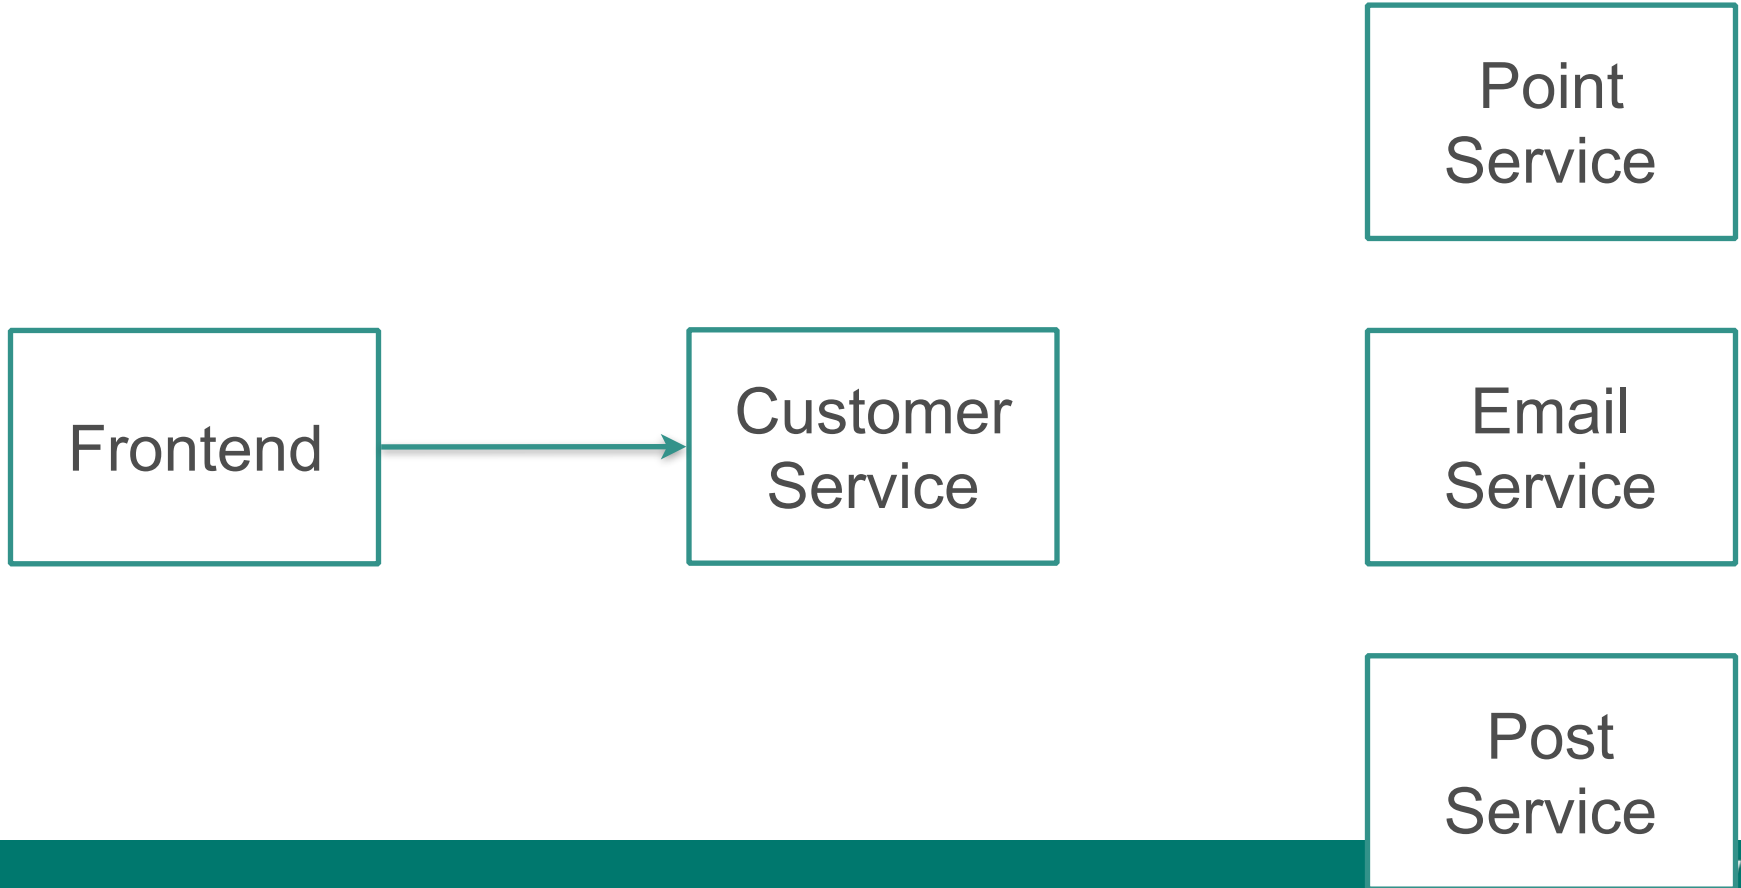 Point
Service
Frontend
Customer
Service
Email
Service
Post
Service